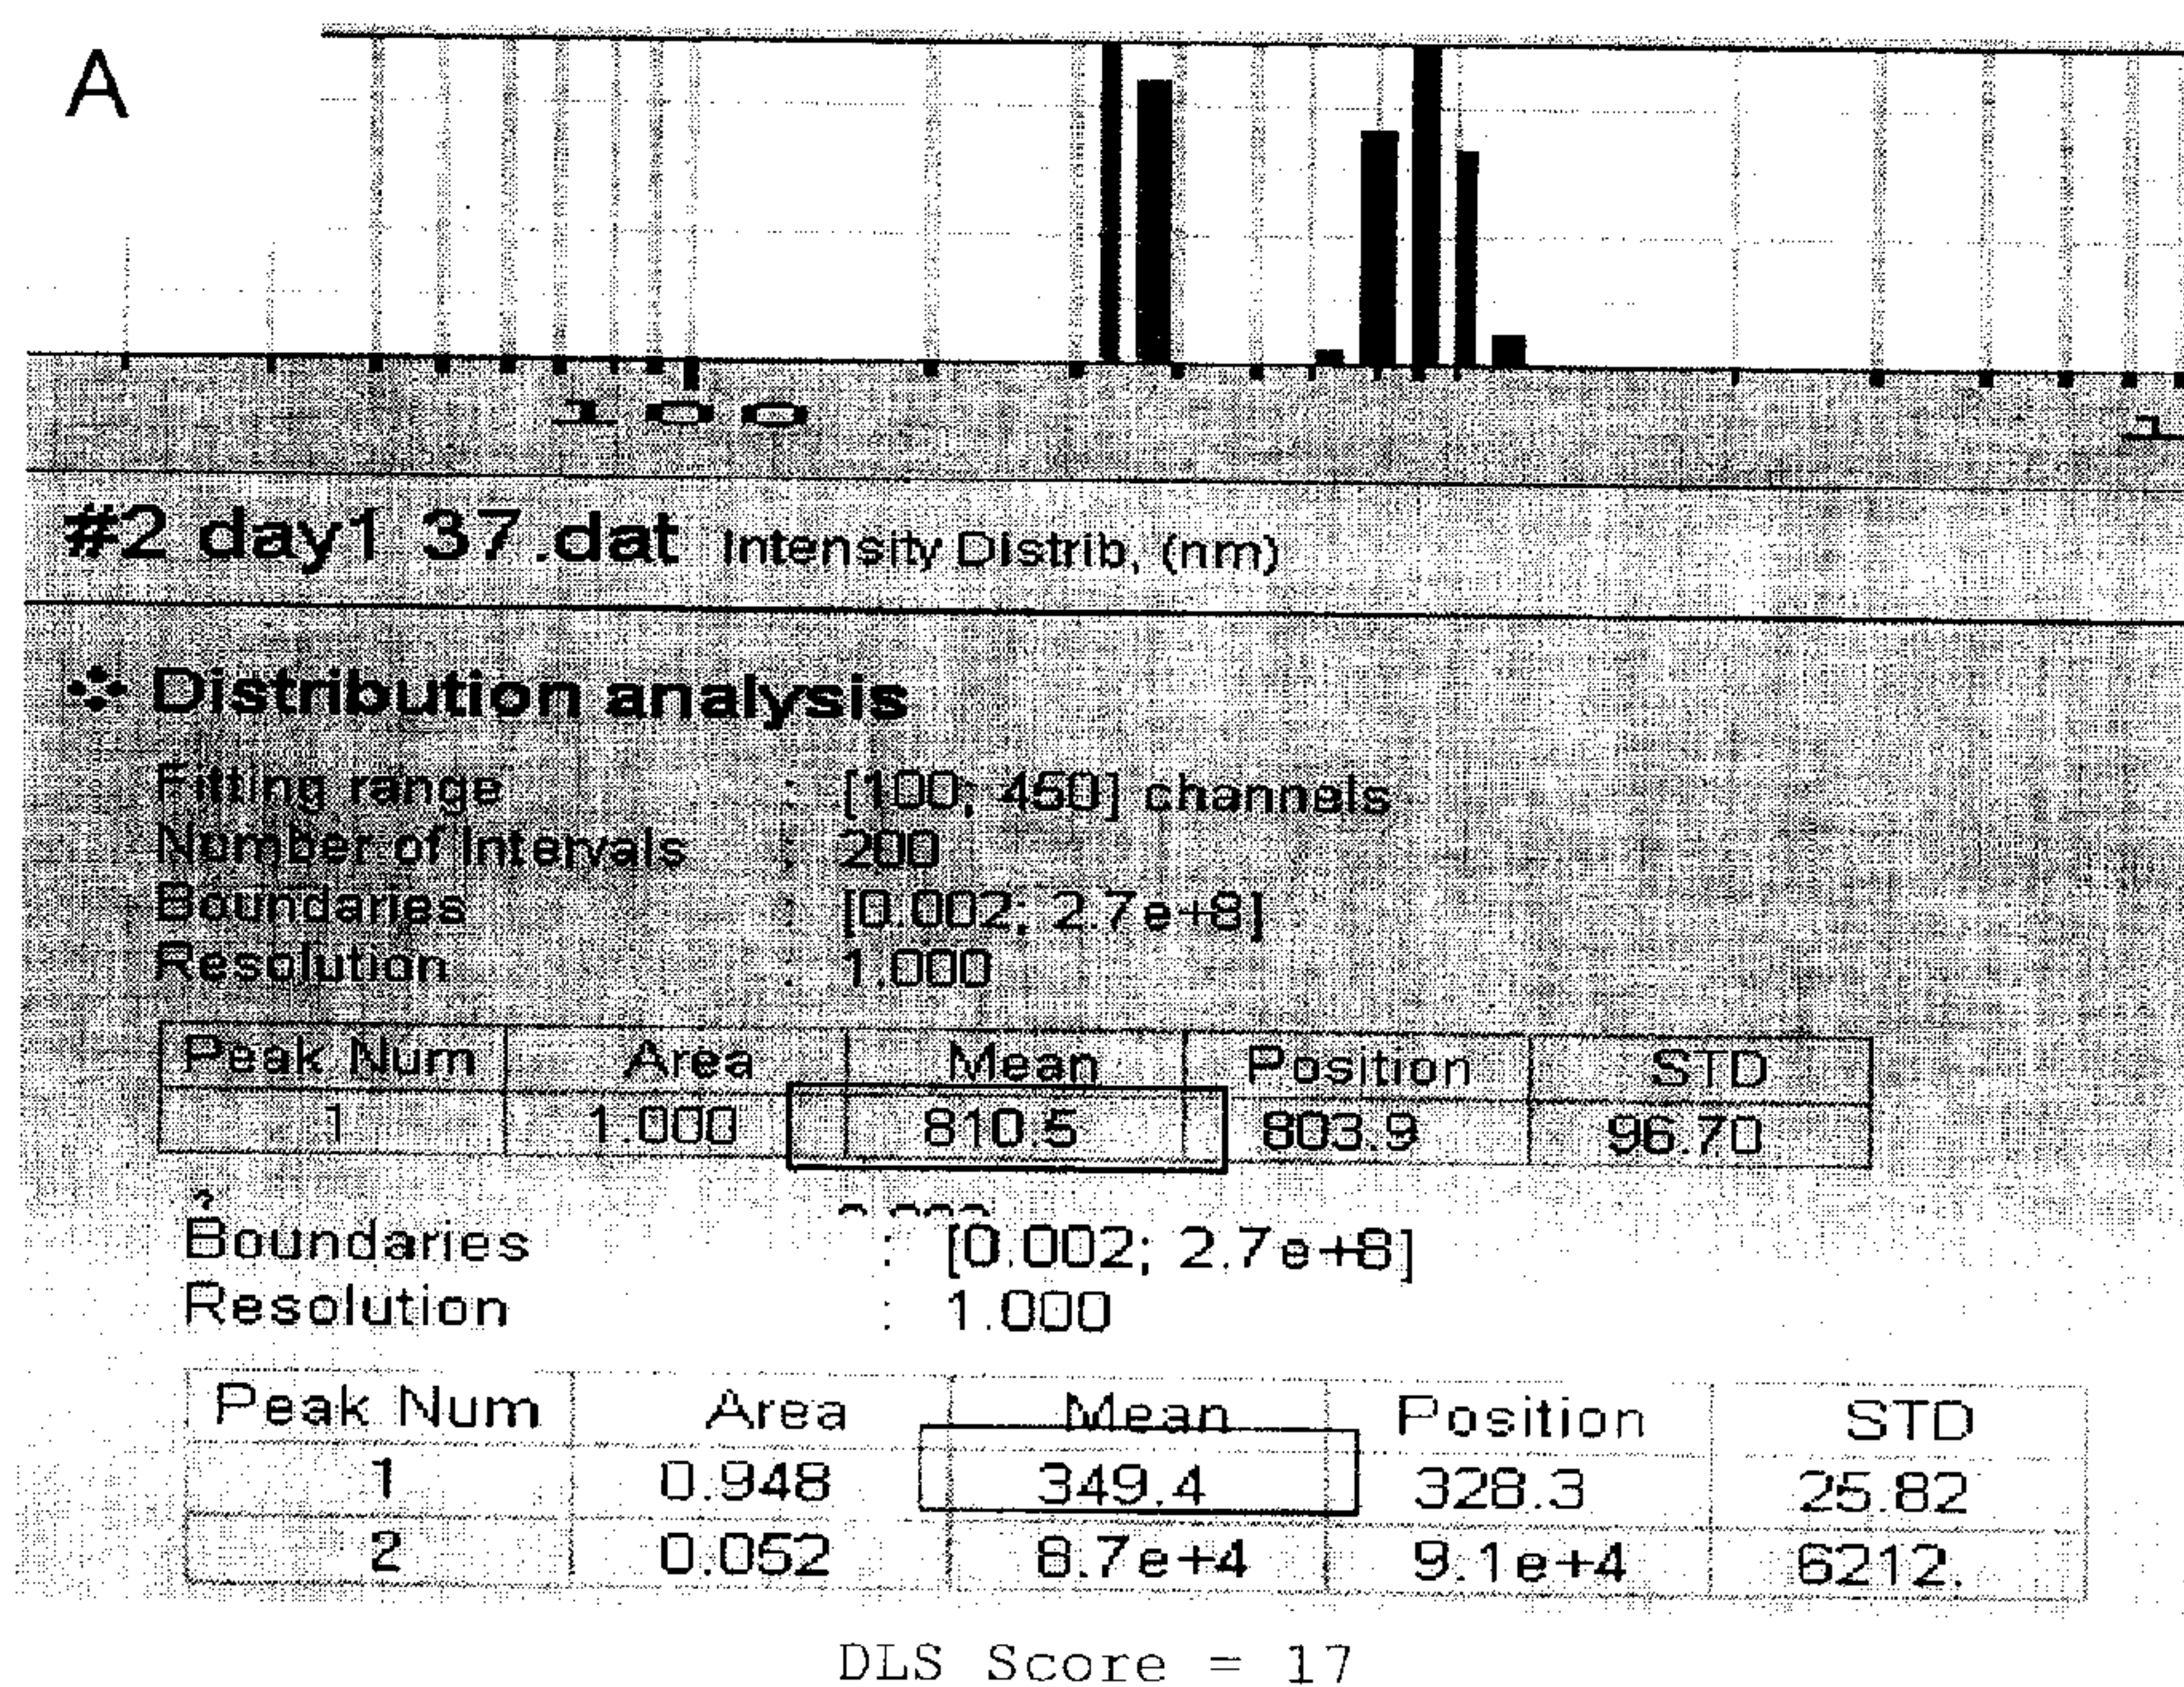 A
100
1
#2 day1 37.dat Intensity Distrib, (nm)
Distribution analysis
Fitting range : [100; 450] channels
Number of Intervals : 200
Boundaries : [0.002; 2.7e+8]
Resolution : 1.000
Peak Num Area Mean Position STD
1 1.000 810.5 803.9 96.70
Boundaries : [0.002; 2.7e+8]
Resolution : 1.000
Peak Num Area Mean Position STD
1 0.948 349.4 328.3 25.82
2 0.052 8.7e+4 9.1e+4 6212.
DLS Score = 17